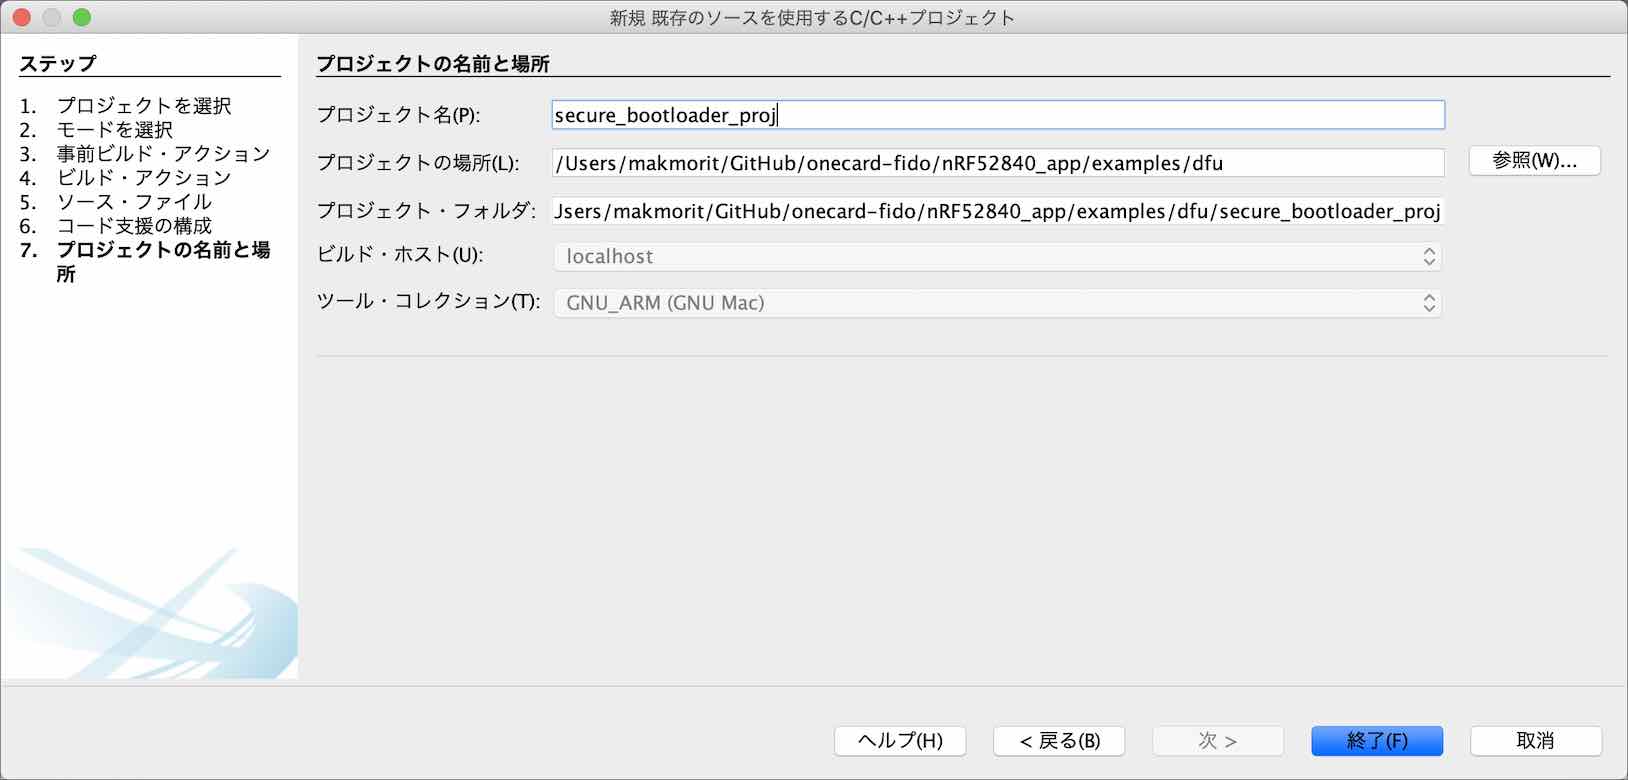 新規 既存のソースを使用するC/C++プロジェクト
ステップ
1. プロジェクトを選択
2. モードを選択
3. 事前ビルド・アクション
4. ビルド・アクション
5. ソース・ファイル
6. コード支援の構成
7. プロジェクトの名前と場
所
プロジェクトの名前と場所
プロジェクト名(P): secure_bootloader_proj
プロジェクトの場所(L): /Users/makmorit/GitHub/onecard-fido/nRF52840_app/examples/dfu 参照(W)...
プロジェクト・フォルダ: Jsers/makmorit/GitHub/onecard-fido/nRF52840_app/examples/dfu/secure_bootloader_proj
ビルド・ホスト(U): localhost
ツール・コレクション(T): GNU_ARM (GNU Mac)
ヘルプ(H) < 戻る(B) 次 > 終了(F) 取消